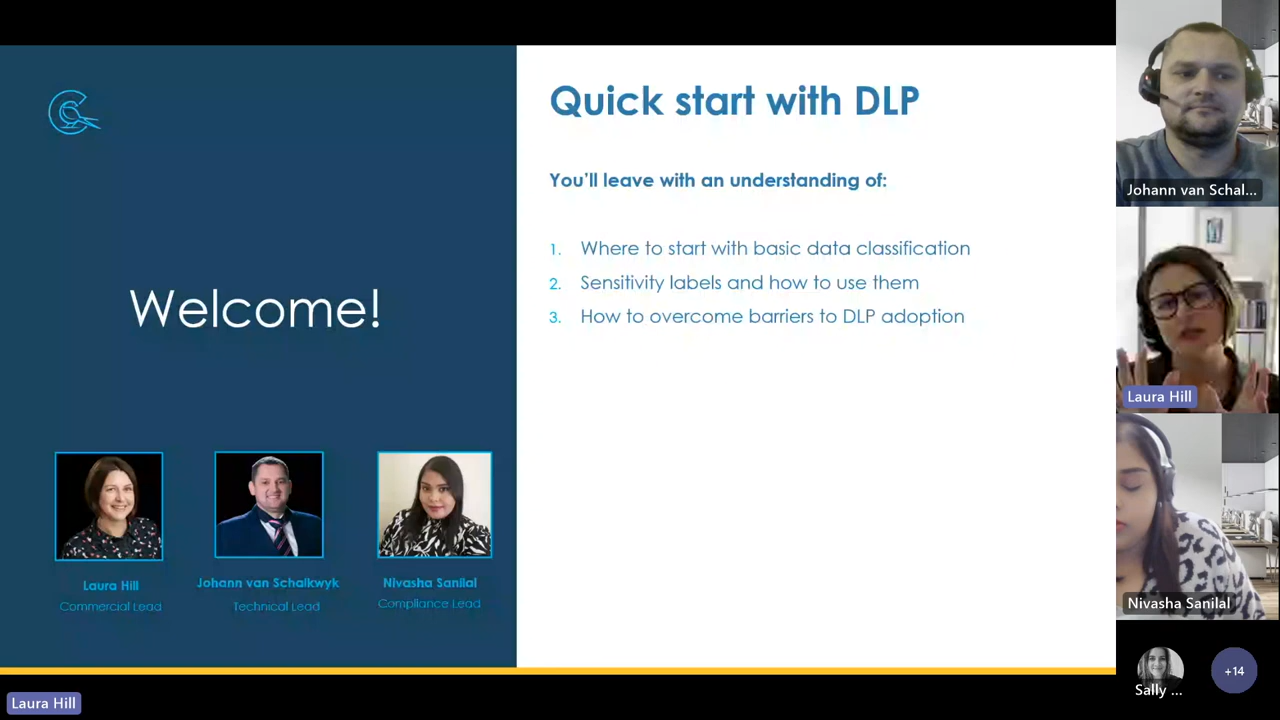 Welcome!
Laura Hill
Commercial Lead
Johann van Schalkwyk
Technical Lead
Nivasha Sanilal
Compliance Lead
Quick start with DLP
You'll leave with an understanding of:
1. Where to start with basic data classification
2. Sensitivity labels and how to use them
3. How to overcome barriers to DLP adoption
Johann van Schal...
Laura Hill
Nivasha Sanilal
Sally ...
+14
Laura Hill